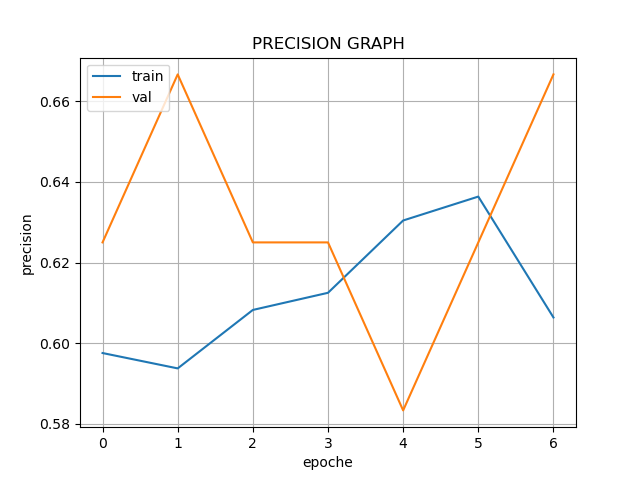 PRECISION GRAPH
train
val
0.66
0.64
0.62
0.60
0.58
precision
0 1 2 3 4 5 6
epoche